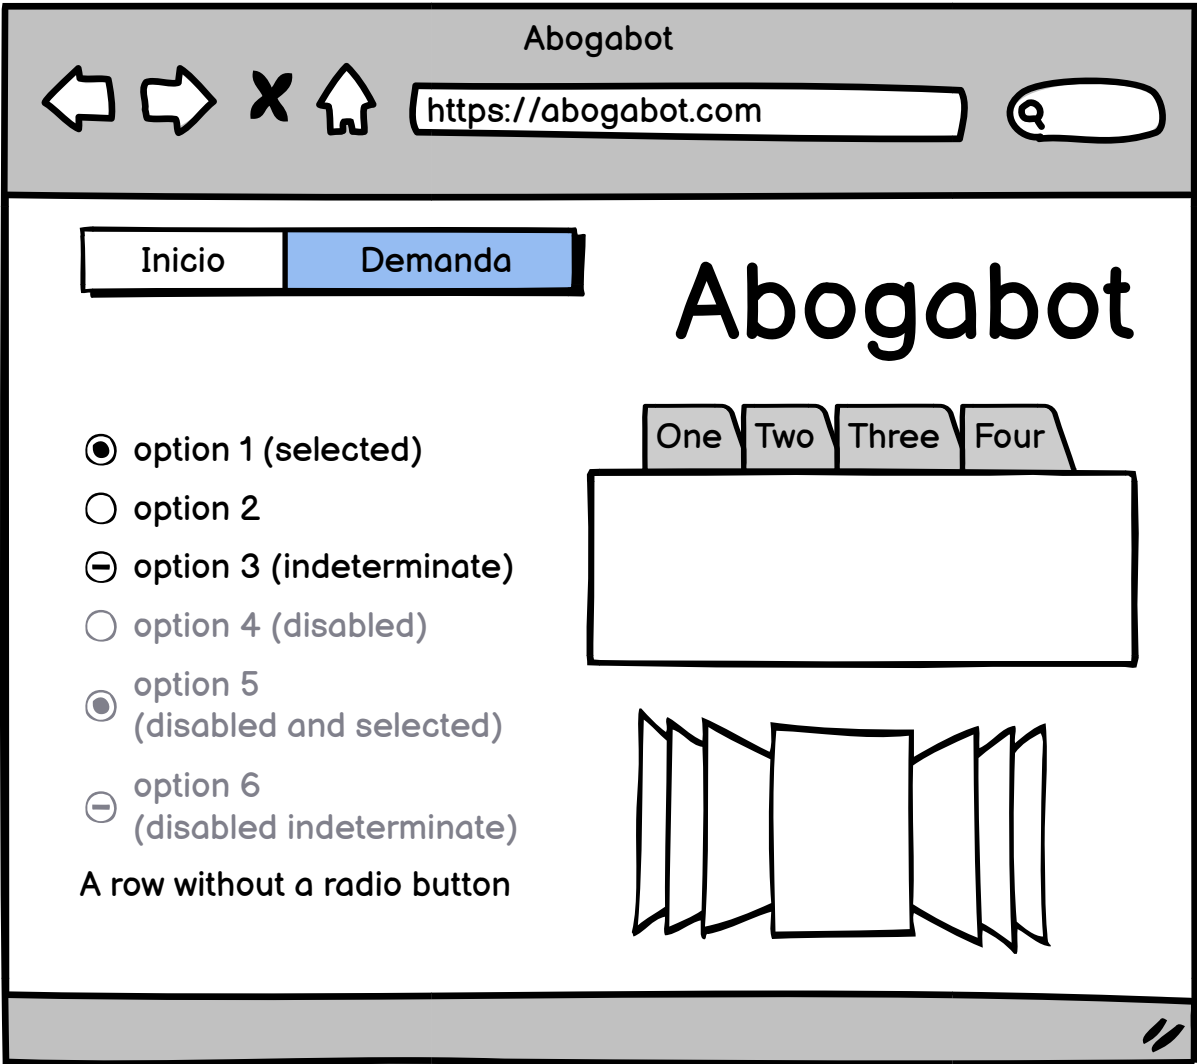 Abogabot
https://abogabot.com
Inicio Demanda
Abogabot
option 1 (selected)
option 2
option 3 (indeterminate)
option 4 (disabled)
option 5
(disabled and selected)
option 6
(disabled indeterminate)
A row without a radio button
One Two Three Four